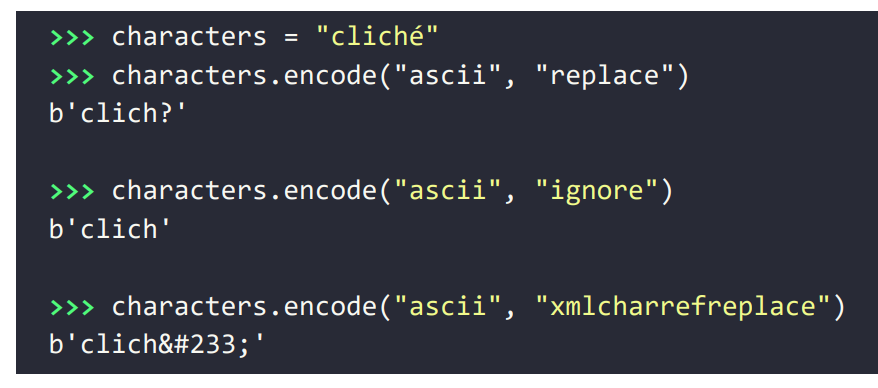 >>> characters = "cliché"
>>> characters.encode("ascii", "replace")
b'clich?'
>>> characters.encode("ascii", "ignore")
b'clich'
>>> characters.encode("ascii", "xmlcharrefreplace")
b'clich&#233;'